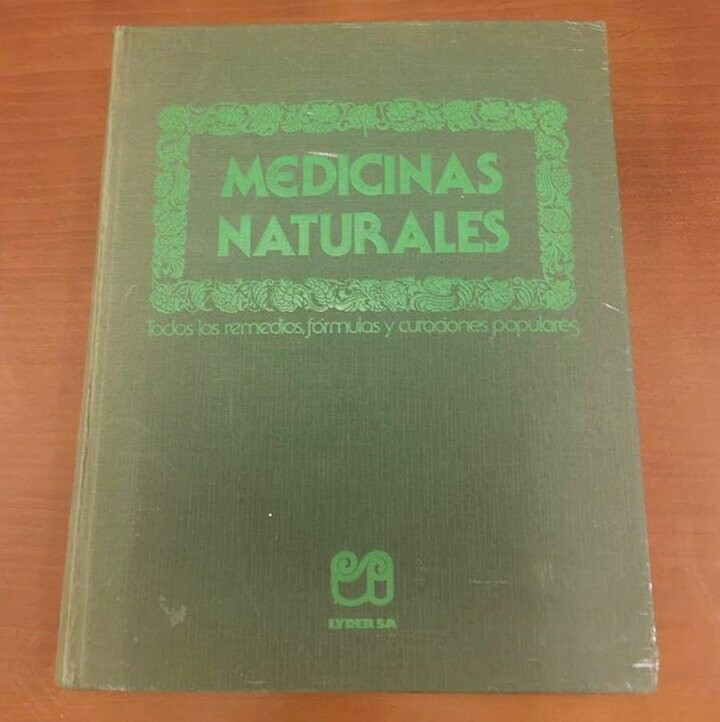 MEDICINAS
NATURALES
Todos los remedios, fórmulas y curaciones populares
LYDER SA